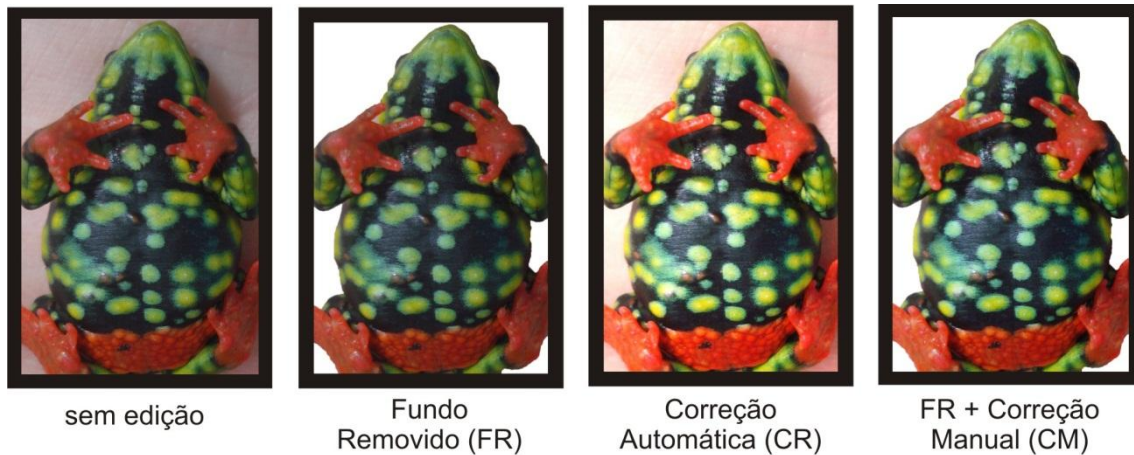 sem edição
Fundo
Removido (FR)
Correção
Automática (CR)
FR + Correção
Manual (CM)